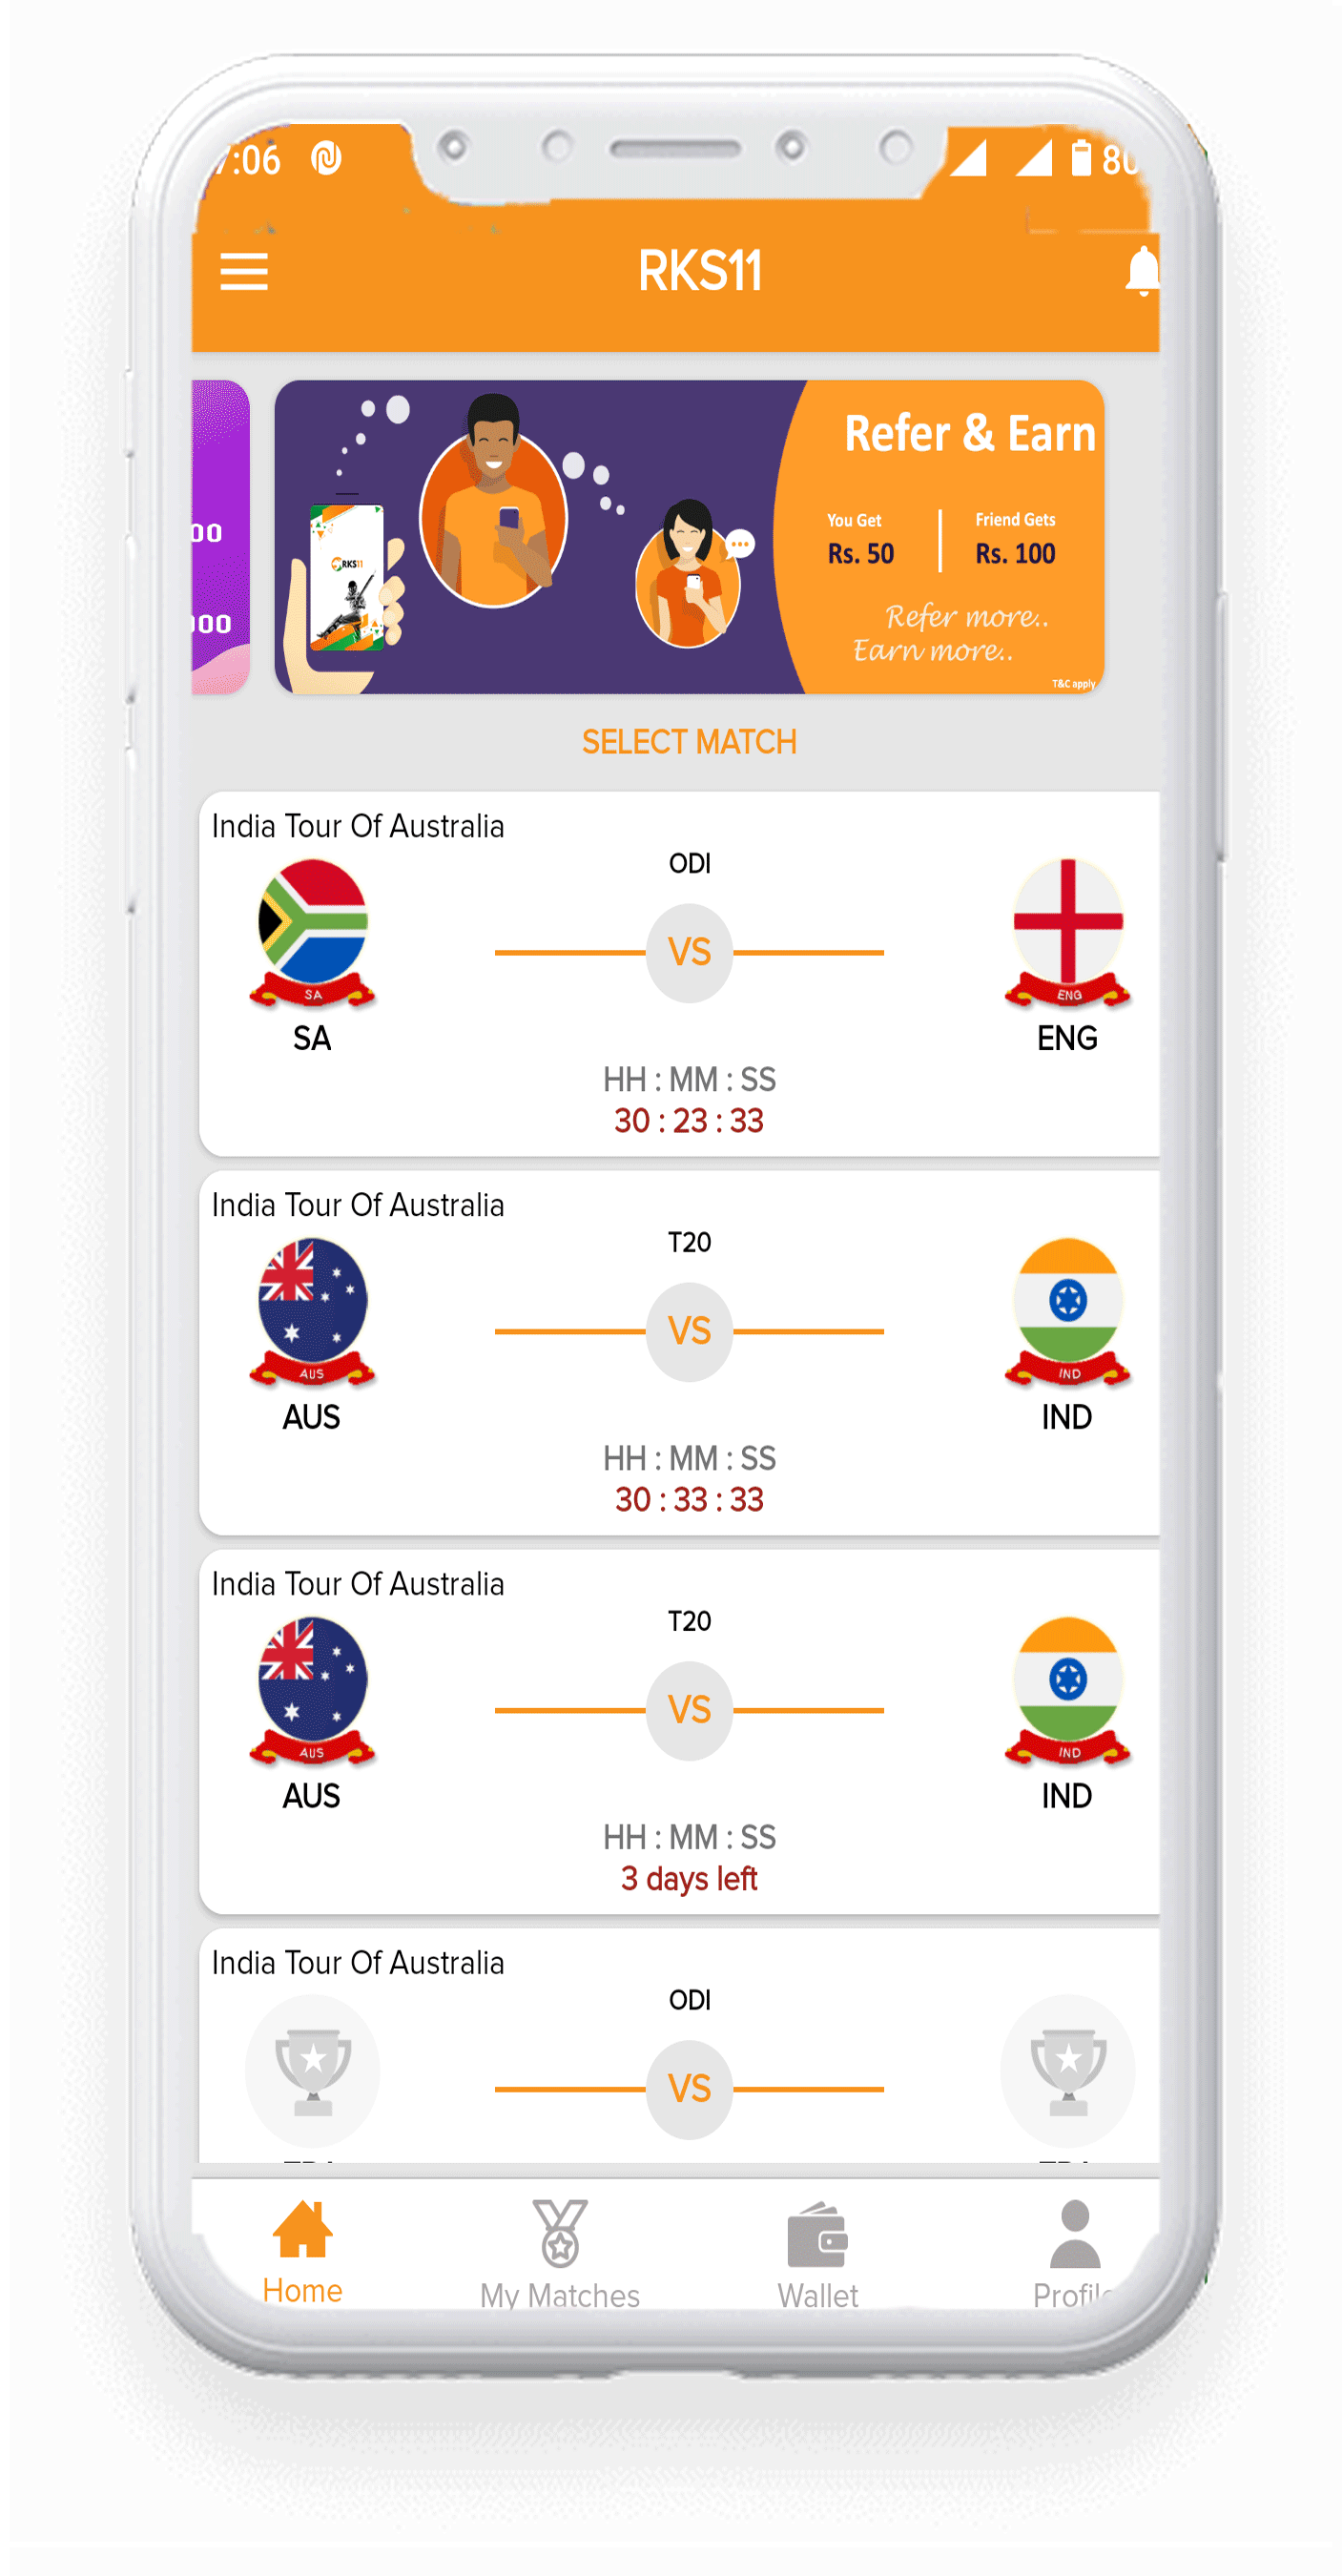 :06
80
RKS11
00
000
RKS11
Refer & Earn
You Get
Friend Gets
Rs. 50
Rs. 100
Refer more..
Earn more..
T&C apply
SELECT MATCH
India Tour Of Australia
ODI
VS
SA
ENG
SA
ENG
HH : MM : SS
30 : 23 : 33
India Tour Of Australia
T20
VS
AUS
IND
AUS
IND
HH : MM : SS
30 : 33 : 33
India Tour Of Australia
T20
VS
AUS
IND
AUS
IND
HH : MM : SS
3 days left
India Tour Of Australia
ODI
VS
Home
My Matches
Wallet
Profile